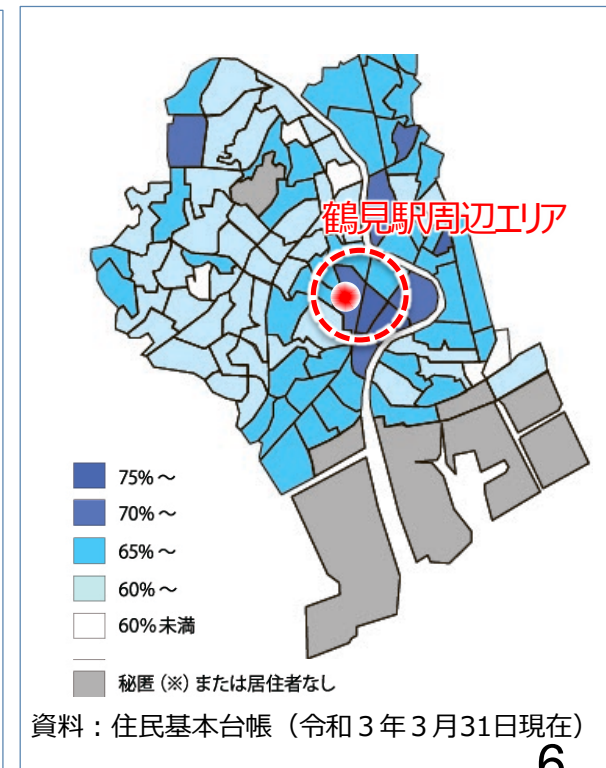 鶴見駅周辺エリア
75%～
70%～
65%～
60%～
60%未満
秘匿（※）または居住者なし
資料：住民基本台帳（令和３年３月31日現在）
6